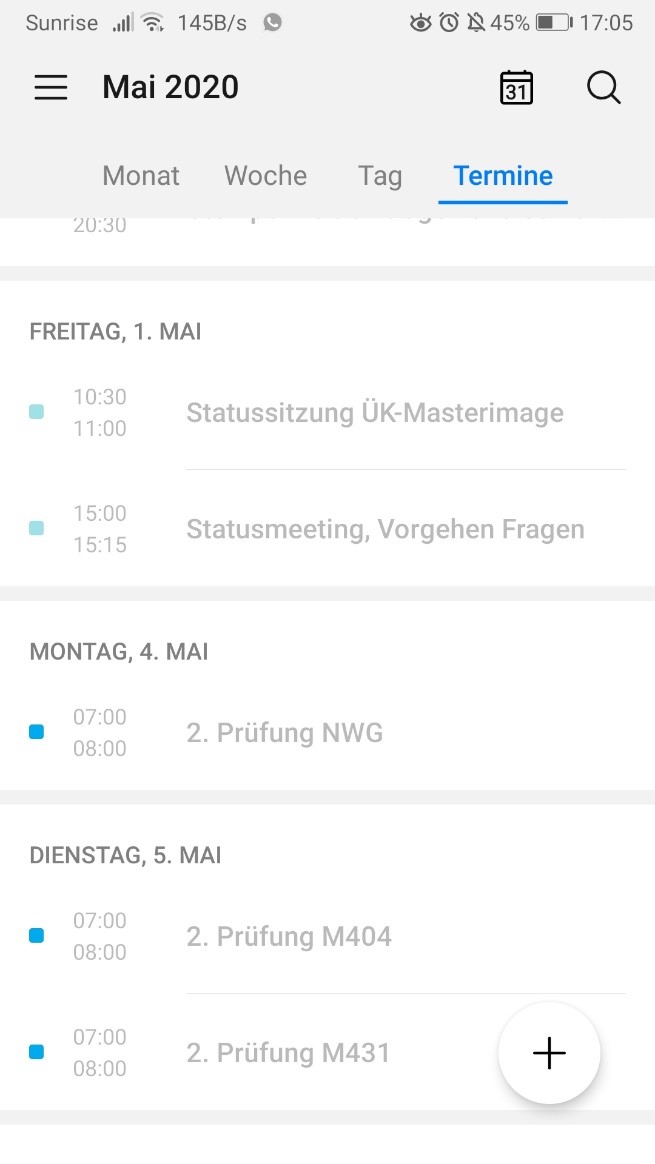 Sunrise 145B/s 45% 17:05
Mai 2020
31
Monat Woche Tag Termine
20:30
FREITAG, 1. MAI
10:30
11:00
Statussitzung ÜK-Masterimage
15:00
15:15
Statusmeeting, Vorgehen Fragen
MONTAG, 4. MAI
07:00
08:00
2. Prüfung NWG
DIENSTAG, 5. MAI
07:00
08:00
2. Prüfung M404
07:00
08:00
2. Prüfung M431